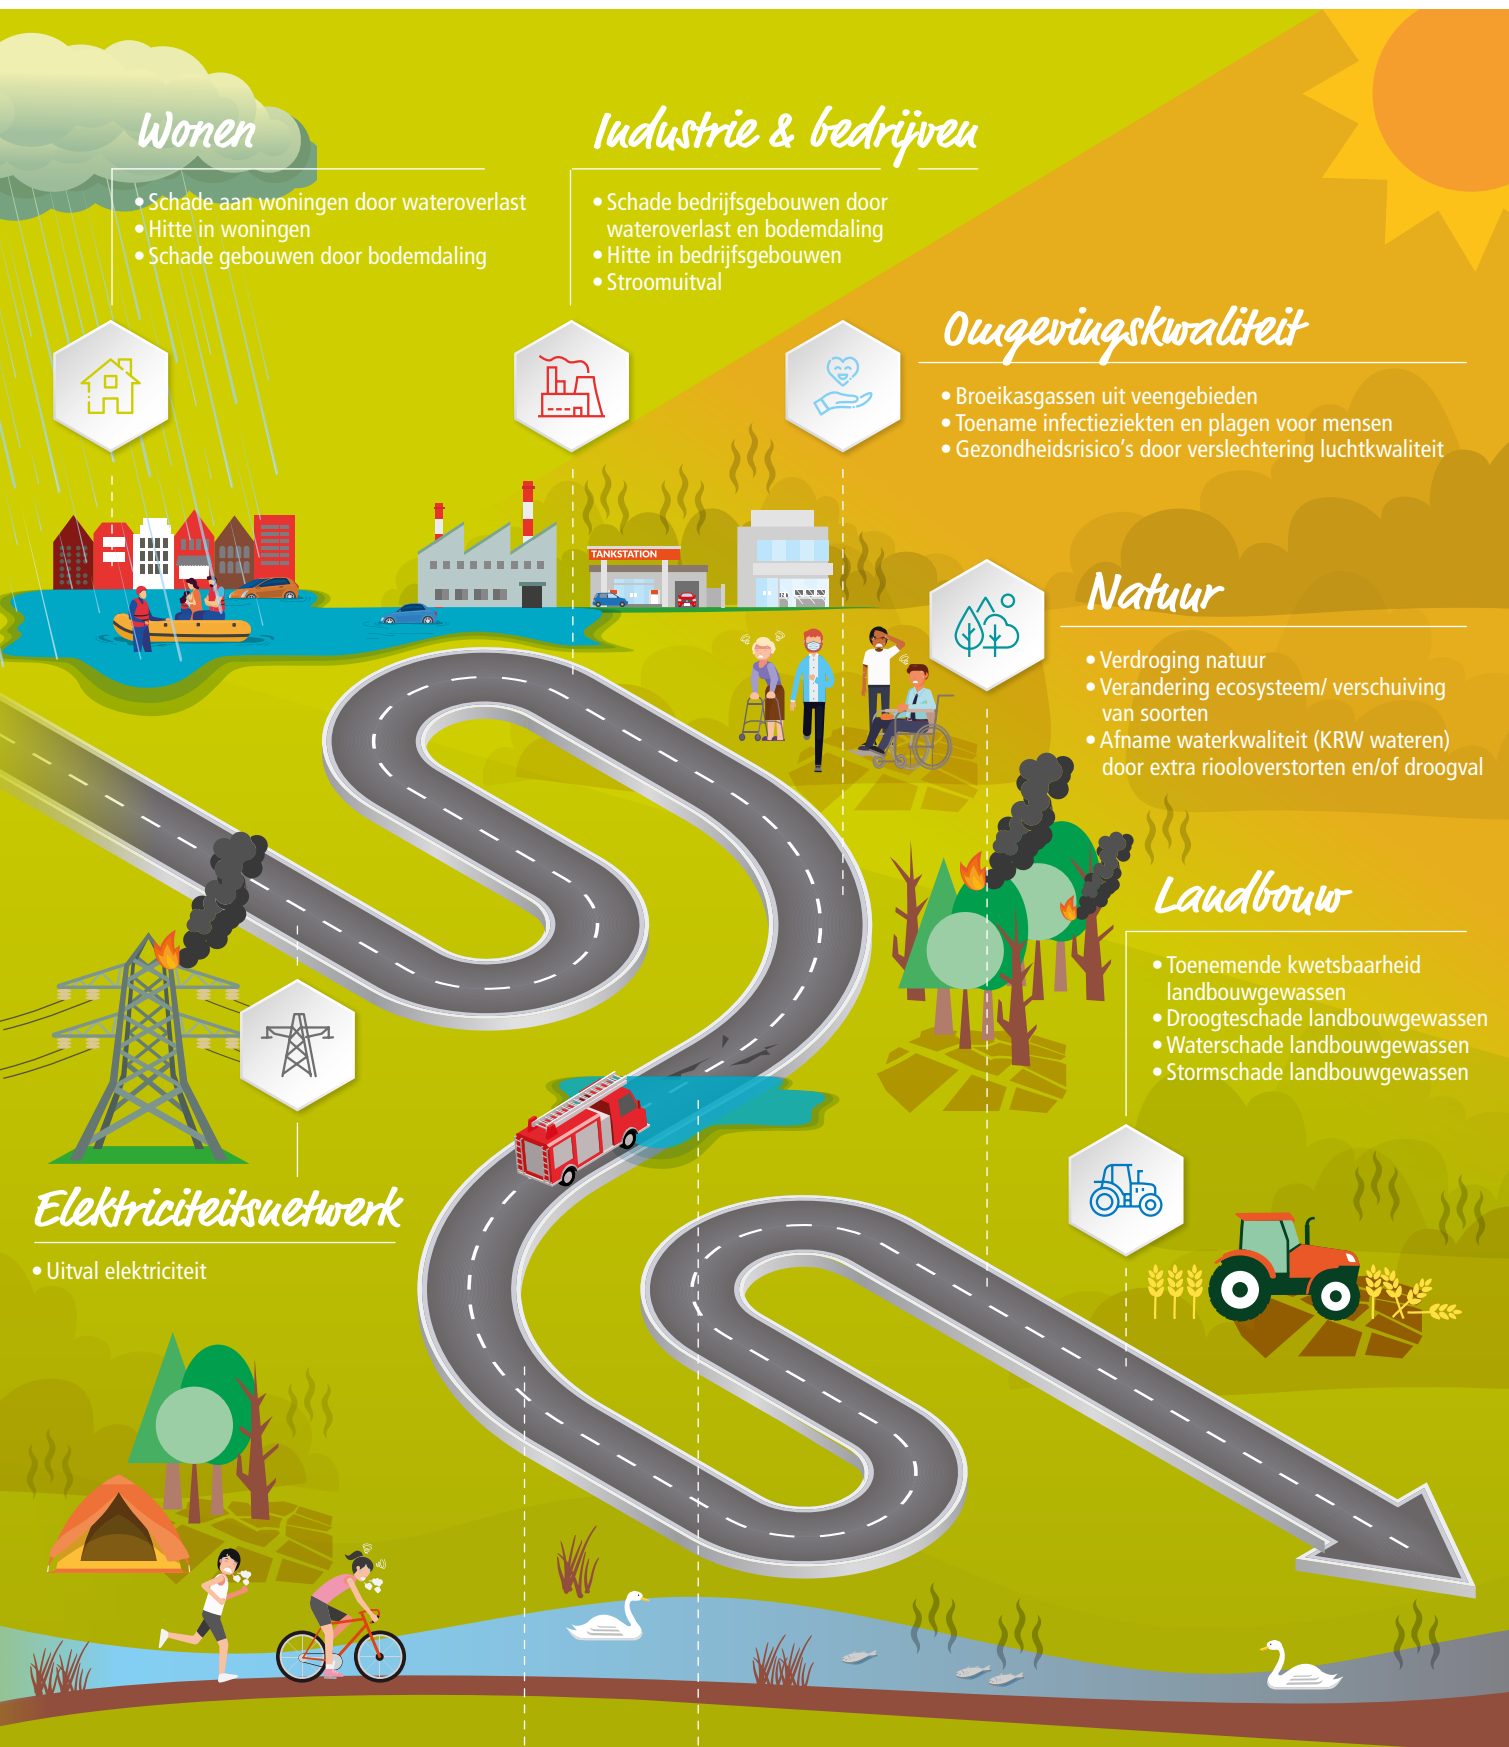 Wonen
• Schade aan woningen door wateroverlast
• Hitte in woningen
• Schade gebouwen door bodemdaling
Industrie & bedrijven
• Schade bedrijfsgebouwen door
wateroverlast en bodemdaling
• Hitte in bedrijfsgebouwen
• Stroomuitval
Omgevingskwaliteit
• Broeikasgassen uit veengebieden
• Toename infectieziekten en plagen voor mensen
• Gezondheidsrisico's door verslechtering luchtkwaliteit
TANKSTATION
Natuur
• Verdroging natuur
• Verandering ecosysteem/ verschuiving
van soorten
• Afname waterkwaliteit (KRW wateren)
door extra riooloverstorten en/of droogval
Landbouw
• Toenemende kwetsbaarheid
landbouwgewassen
• Droogteschade landbouwgewassen
• Waterschade landbouwgewassen
• Stormschade landbouwgewassen
Elektriciteitsnetwerk
• Uitval elektriciteit